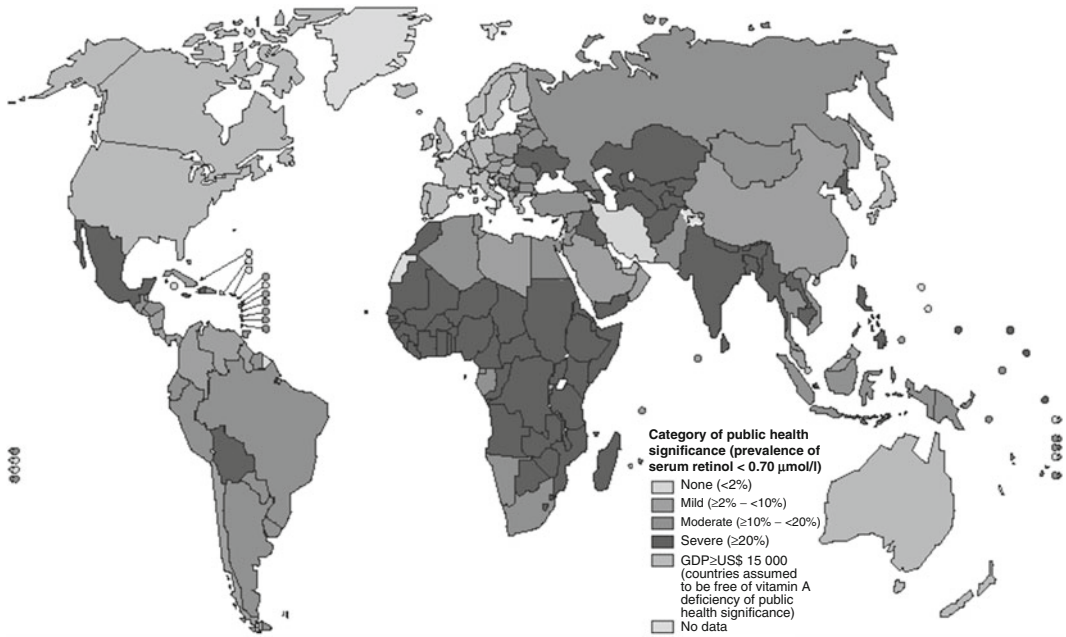 Category of public health
significance (prevalence of
serum retinol < 0.70 µmol/l)
None (<2%)
Mild (≥2% – <10%)
Moderate (≥10% – <20%)
Severe (≥20%)
GDP≥US$ 15 000
(countries assumed
to be free of vitamin A
deficiency of public
health significance)
No data